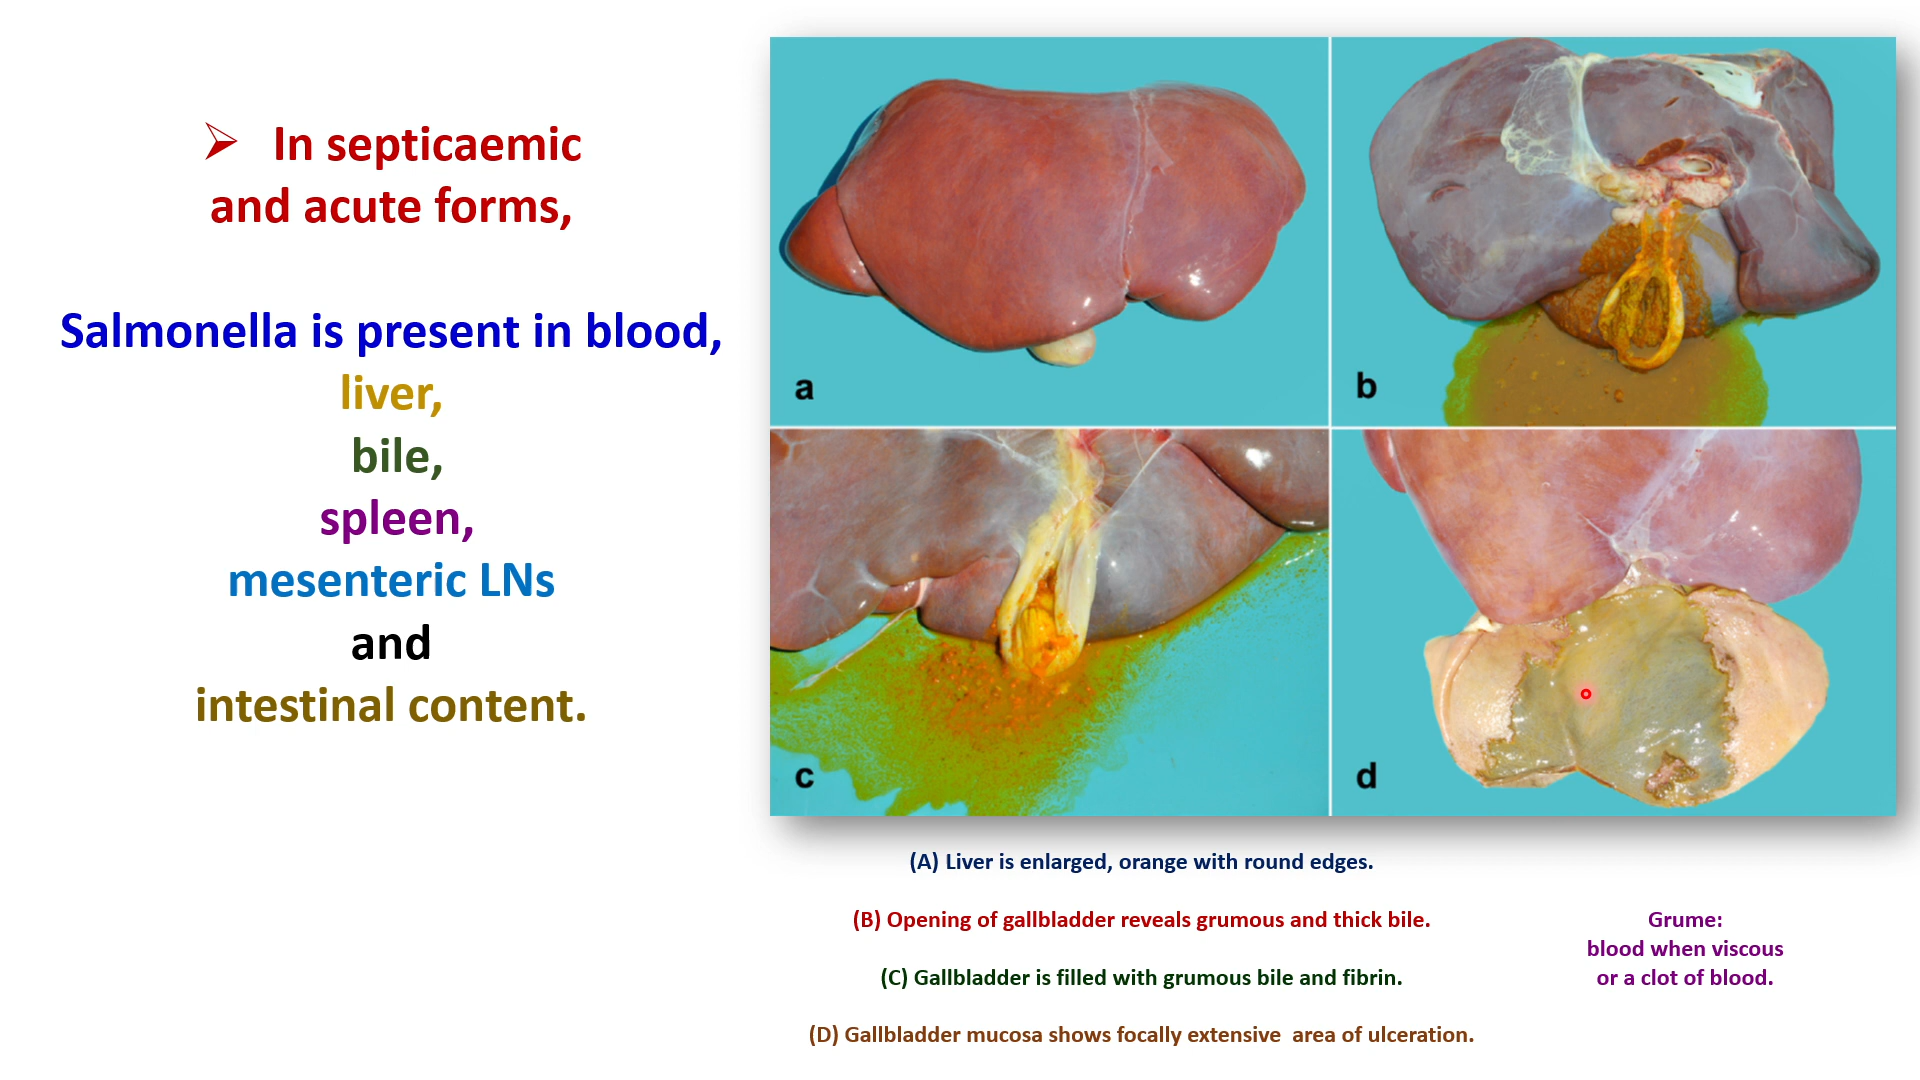 ➢ In septicaemic
and acute forms,
Salmonella is present in blood,
liver,
bile,
spleen,
mesenteric LNs
and
intestinal content.
a
b
c
d
(A) Liver is enlarged, orange with round edges.
(B) Opening of gallbladder reveals grumous and thick bile.
(C) Gallbladder is filled with grumous bile and fibrin.
(D) Gallbladder mucosa shows focally extensive area of ulceration.
Grume:
blood when viscous
or a clot of blood.